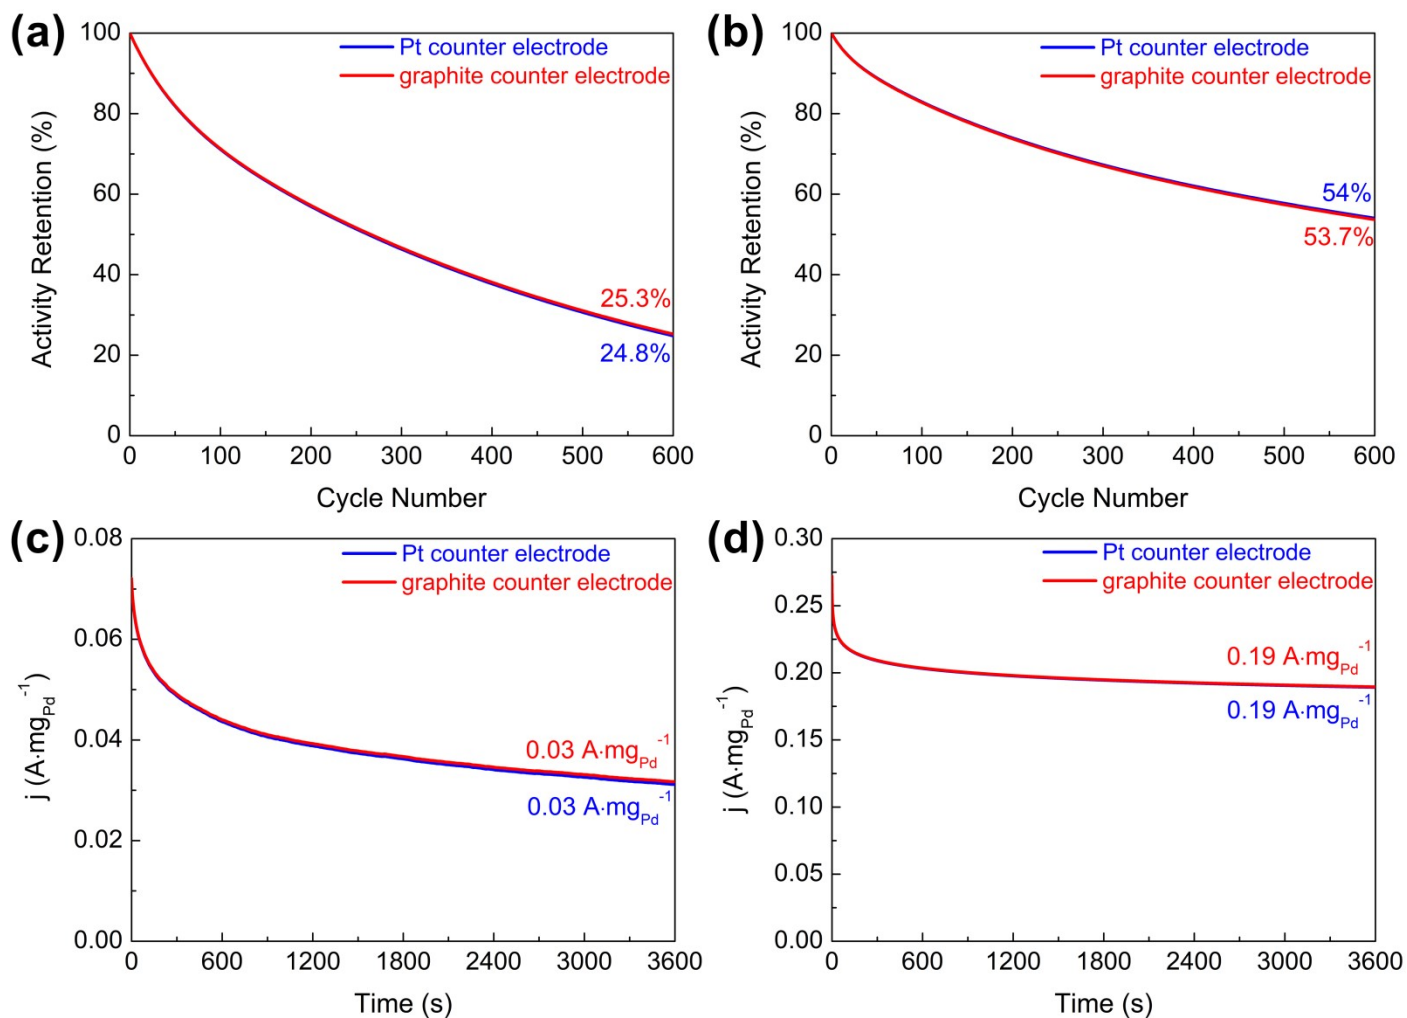 (a)
100
80
60
40
20
0
Activity Retention (%)
Pt counter electrode
graphite counter electrode
25.3%
24.8%
0 100 200 300 400 500 600
Cycle Number
(b)
100
80
60
40
20
0
Activity Retention (%)
Pt counter electrode
graphite counter electrode
54%
53.7%
0 100 200 300 400 500 600
Cycle Number
(c)
0.08
0.06
0.04
0.02
0.00
j (A·mg_Pd^-1)
Pt counter electrode
graphite counter electrode
0.03 A·mg_Pd^-1
0.03 A·mg_Pd^-1
0 600 1200 1800 2400 3000 3600
Time (s)
(d)
0.30
0.25
0.20
0.15
0.10
0.05
0.00
j (A·mg_Pd^-1)
Pt counter electrode
graphite counter electrode
0.19 A·mg_Pd^-1
0.19 A·mg_Pd^-1
0 600 1200 1800 2400 3000 3600
Time (s)